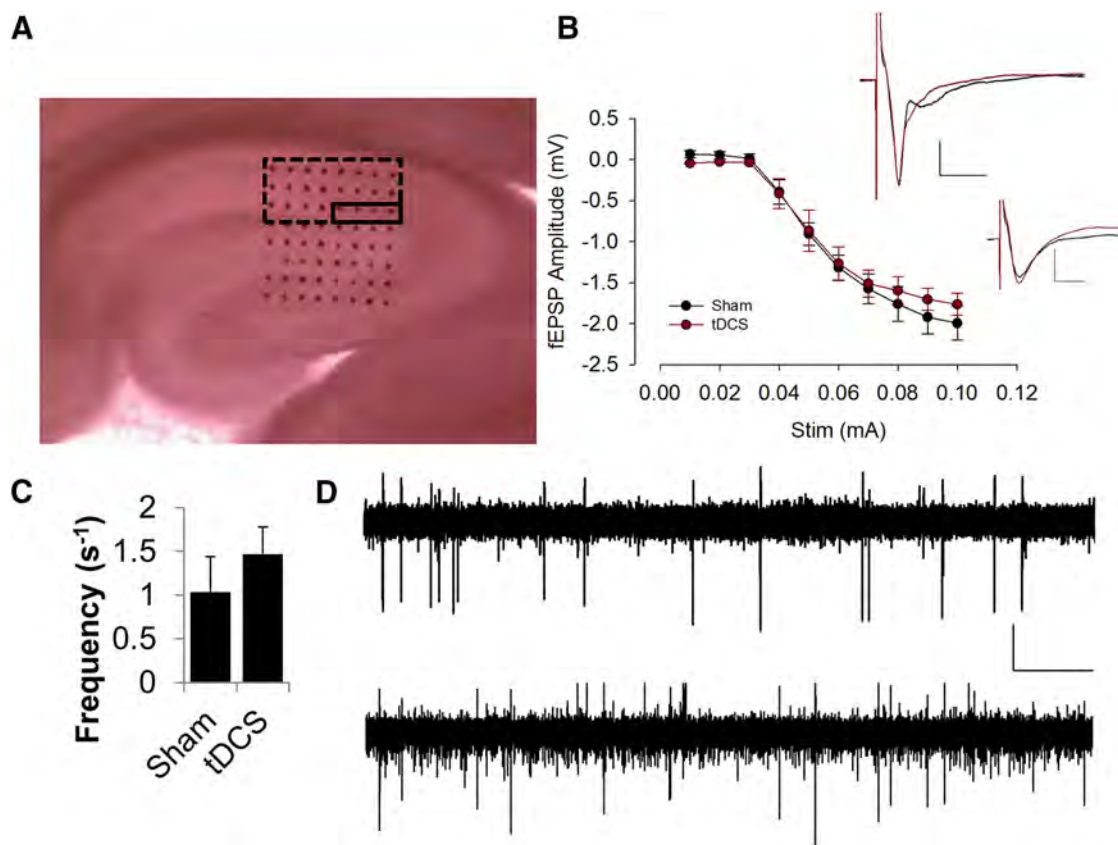 A
B
0.5
0.0
-0.5
-1.0
-1.5
-2.0
-2.5
fEPSP Amplitude (mV)
Sham
tDCS
0.00 0.02 0.04 0.06 0.08 0.10 0.12
Stim (mA)
C
2
1.5
1
0.5
0
Frequency (s⁻¹)
Sham
tDCS
D